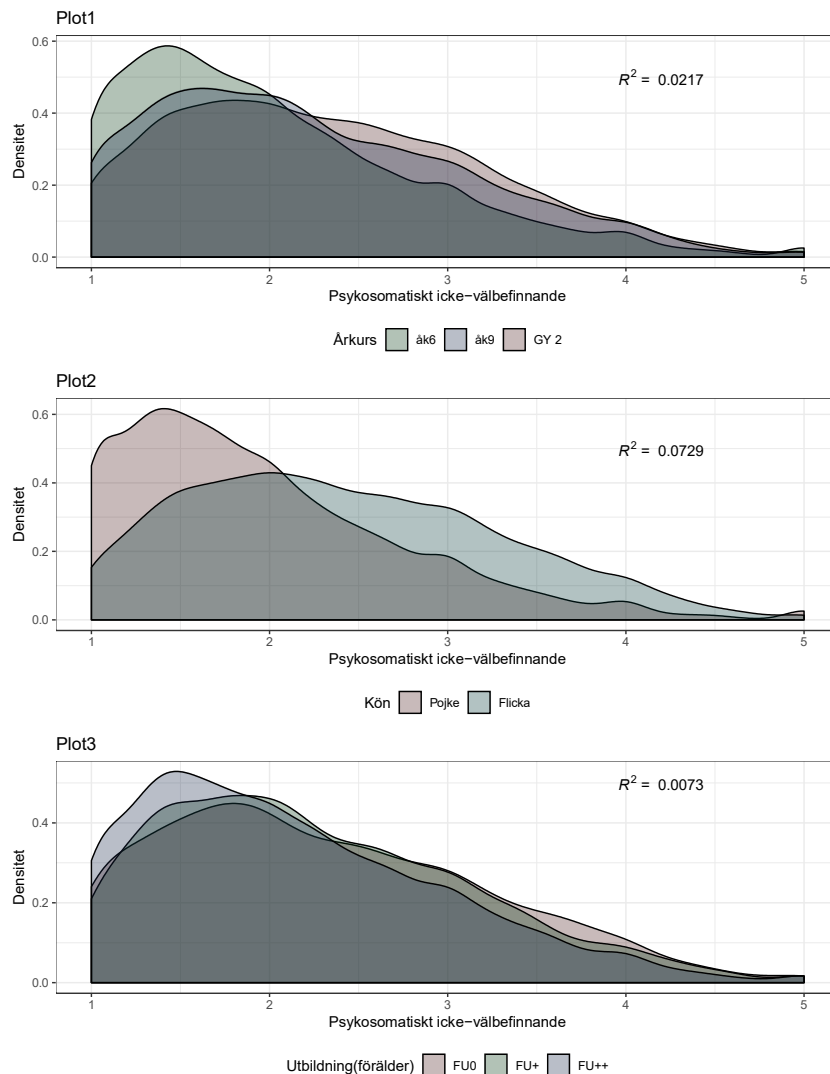 Plot1
0.6
R² = 0.0217
0.4
Densitet
0.2
0.0
1 2 3 4 5
Psykosomatiskt icke−välbefinnande
Årkurs åk6 åk9 GY 2
Plot2
0.6
R² = 0.0729
0.4
Densitet
0.2
0.0
1 2 3 4 5
Psykosomatiskt icke−välbefinnande
Kön Pojke Flicka
Plot3
R² = 0.0073
0.4
Densitet
0.2
0.0
1 2 3 4 5
Psykosomatiskt icke−välbefinnande
Utbildning(förälder) FU0 FU+ FU++